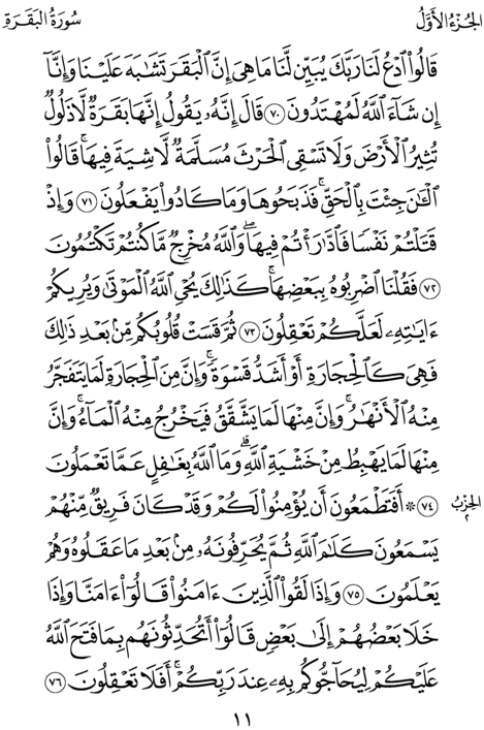 الجُزْءُ الأَوَّلُ
سُورَةُ البَقَرَةِ
قَالُوا۟ ٱدْعُ لَنَا رَبَّكَ يُبَيِّن لَّنَا مَا هِىَ إِنَّ ٱلْبَقَرَ تَشَٰبَهَ عَلَيْنَا وَإِنَّآ
إِن شَآءَ ٱللَّهُ لَمُهْتَدُونَ ٧٠ قَالَ إِنَّهُۥ يَقُولُ إِنَّهَا بَقَرَةٌ لَّا ذَلُولٌ
تُثِيرُ ٱلْأَرْضَ وَلَا تَسْقِى ٱلْحَرْثَ مُسَلَّمَةٌ لَّا شِيَةَ فِيهَاۚ قَالُوا۟
ٱلْـَٰٔنَ جِئْتَ بِٱلْحَقِّۚ فَذَبَحُوهَا وَمَا كَادُوا۟ يَفْعَلُونَ ٧١ وَإِذْ
قَتَلْتُمْ نَفْسًا فَٱدَّٰرَْٰٔتُمْ فِيهَاۖ وَٱللَّهُ مُخْرِجٌ مَّا كُنتُمْ تَكْتُمُونَ
٧٢ فَقُلْنَا ٱضْرِبُوهُ بِبَعْضِهَاۚ كَذَٰلِكَ يُحْىِ ٱللَّهُ ٱلْمَوْتَىٰ وَيُرِيكُمْ
ءَايَٰتِهِۦ لَعَلَّكُمْ تَعْقِلُونَ ٧٣ ثُمَّ قَسَتْ قُلُوبُكُم مِّنۢ بَعْدِ ذَٰلِكَ
فَهِىَ كَٱلْحِجَارَةِ أَوْ أَشَدُّ قَسْوَةًۚ وَإِنَّ مِنَ ٱلْحِجَارَةِ لَمَا يَتَفَجَّرُ
مِنْهُ ٱلْأَنْهَٰرُۚ وَإِنَّ مِنْهَا لَمَا يَشَّقَّقُ فَيَخْرُجُ مِنْهُ ٱلْمَآءُۚ وَإِنَّ
مِنْهَا لَمَا يَهْبِطُ مِنْ خَشْيَةِ ٱللَّهِۗ وَمَا ٱللَّهُ بِغَٰفِلٍ عَمَّا تَعْمَلُونَ
٧٤ ۞ أَفَتَطْمَعُونَ أَن يُؤْمِنُوا۟ لَكُمْ وَقَدْ كَانَ فَرِيقٌ مِّنْهُمْ
الحِزْبُ
٢
يَسْمَعُونَ كَلَٰمَ ٱللَّهِ ثُمَّ يُحَرِّفُونَهُۥ مِنۢ بَعْدِ مَا عَقَلُوهُ وَهُمْ
يَعْلَمُونَ ٧٥ وَإِذَا لَقُوا۟ ٱلَّذِينَ ءَامَنُوا۟ قَالُوٓا۟ ءَامَنَّا وَإِذَا
خَلَا بَعْضُهُمْ إِلَىٰ بَعْضٍ قَالُوٓا۟ أَتُحَدِّثُونَهُم بِمَا فَتَحَ ٱللَّهُ
عَلَيْكُمْ لِيُحَآجُّوكُم بِهِۦ عِندَ رَبِّكُمْۚ أَفَلَا تَعْقِلُونَ ٧٦
١١